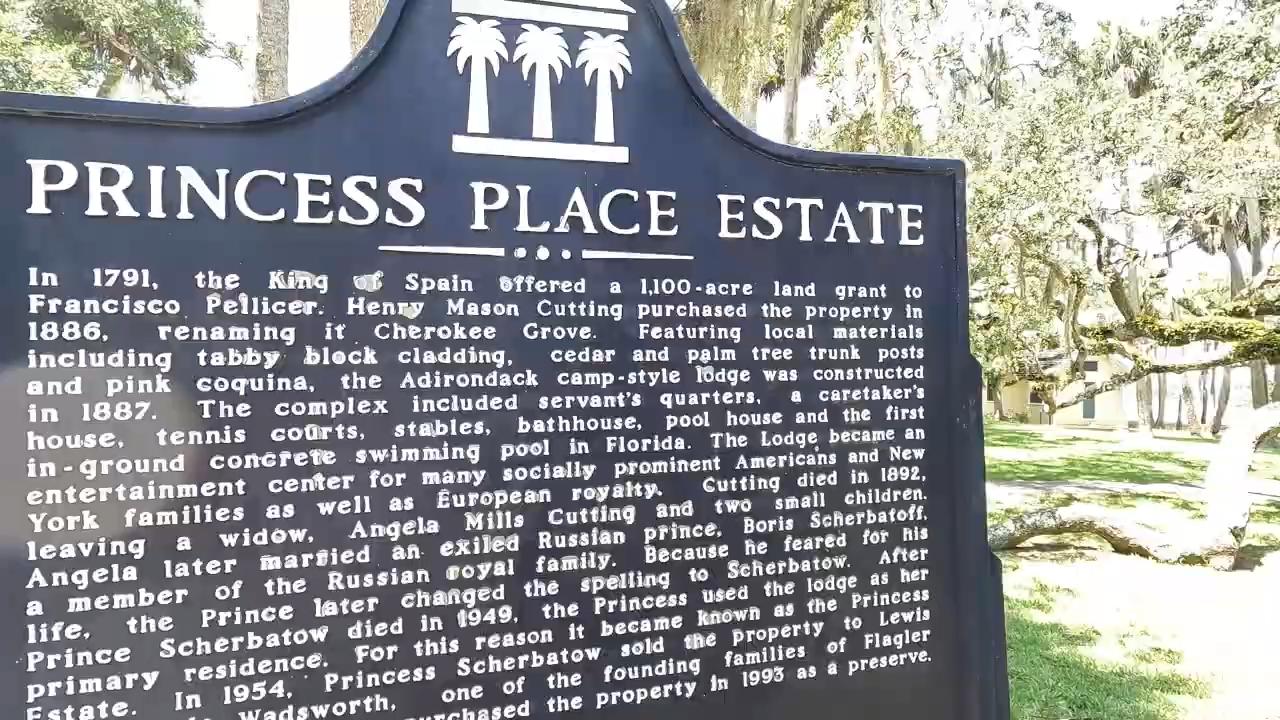 PRINCESS PLACE ESTATE
In 1791, the King of Spain offered a 1,100-acre land grant to
Francisco Pellicer. Henry Mason Cutting purchased the property in
1886, renaming it Cherokee Grove. Featuring local materials
including tabby block cladding, cedar and palm tree trunk posts
and pink coquina, the Adirondack camp-style lodge was constructed
in 1887. The complex included servant's quarters, a caretaker's
house, tennis courts, stables, bathhouse, pool house and the first
in-ground concrete swimming pool in Florida. The Lodge became an
entertainment center for many socially prominent Americans and New
York families as well as European royalty. Cutting died in 1892,
leaving a widow, Angela Mills Cutting and two small children.
Angela later married an exiled Russian prince, Boris Scherbatoff,
a member of the Russian royal family. Because he feared for his
life, the Prince later changed the spelling to Scherbatow. After
Prince Scherbatow died in 1949, the Princess used the lodge as her
primary residence. For this reason it became known as the Princess
Estate. In 1954, Princess Scherbatow sold the property to Lewis
Wadsworth, one of the founding families of Flagler
purchased the property in 1993 as a preserve.